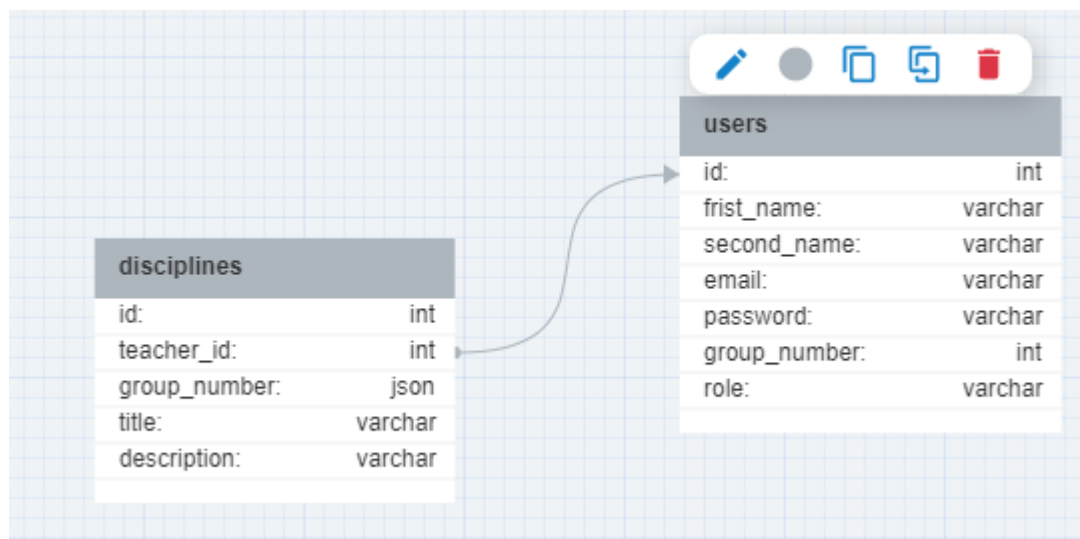 users
id: int
frist_name: varchar
second_name: varchar
email: varchar
password: varchar
group_number: int
role: varchar
disciplines
id: int
teacher_id: int
group_number: json
title: varchar
description: varchar